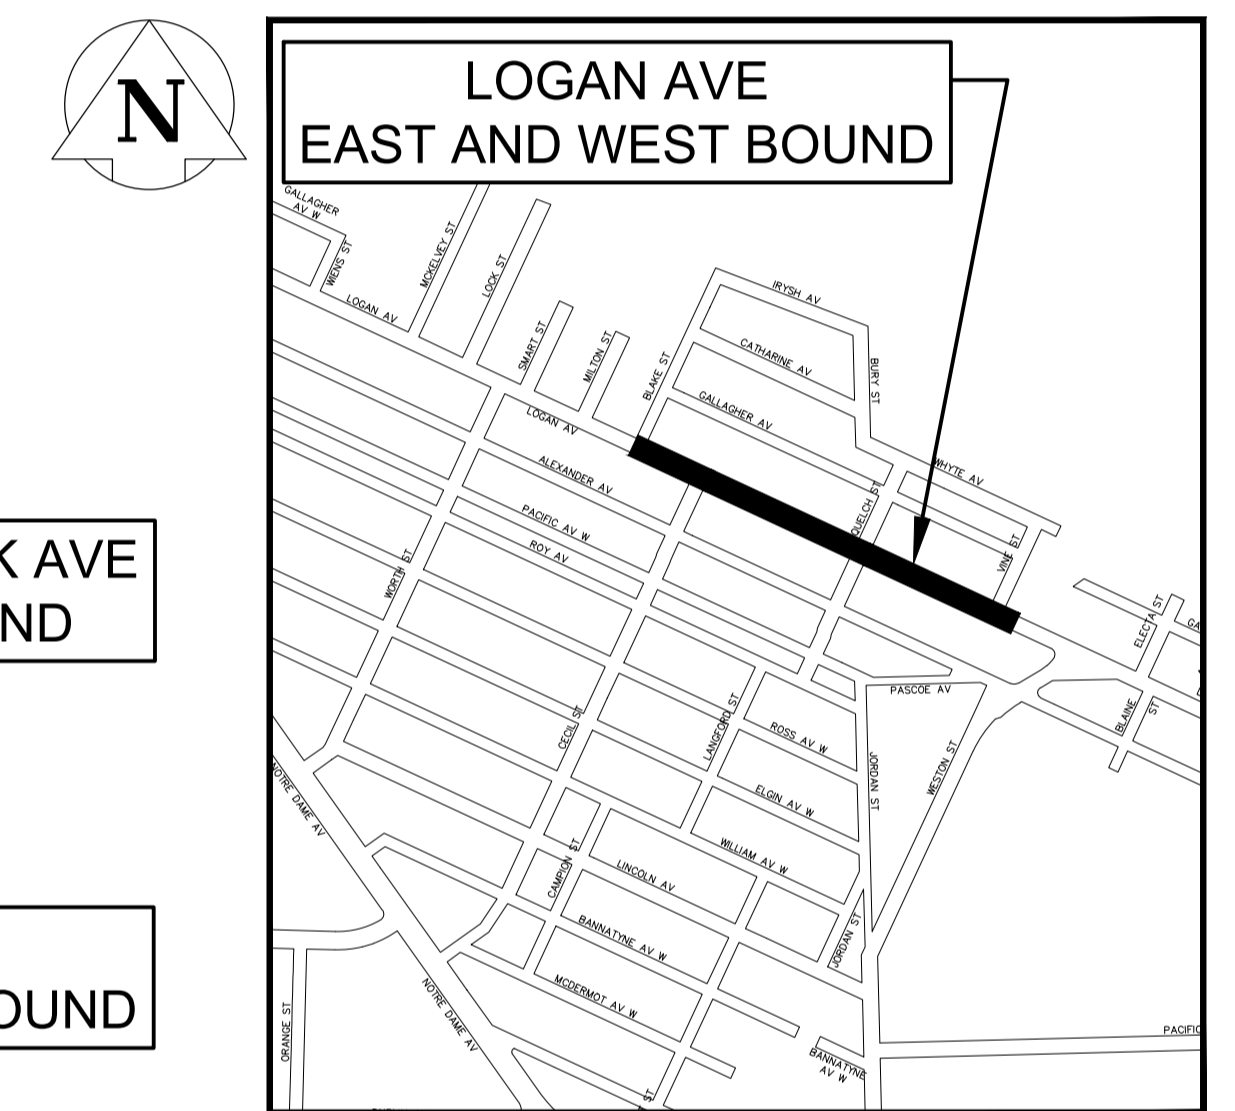 N
LOGAN AVE
EAST AND WEST BOUND
GALLAGHER
AV W
WIENS ST
MCKELVEY ST
LOCK ST
LOGAN AV
SMART ST
MILTON ST
BLAKE ST
IRYSH AV
CATHARINE AV
BURY ST
GALLAGHER AV
LOGAN AV
WHYTE AV
ALEXANDER AV
QUELCH ST
PACIFIC AV W
VINE ST
ROY AV
WORTH ST
K AVE
ND
ELECTA ST
GA
PASCOE AV
BLAINE
ST
CECIL ST
LANGFORD ST
ROSS AV W
JORDAN ST
WESTON ST
NOTRE DAME AV
ELGIN AV W
WILLIAM AV W
CAMPION ST
LINCOLN AV
BANNATYNE AV W
JORDAN ST
OUND
MCDERMOT AV W
NOTRE DAME AV
ORANGE ST
PACIFIC
BANNATYNE
AV W
ST